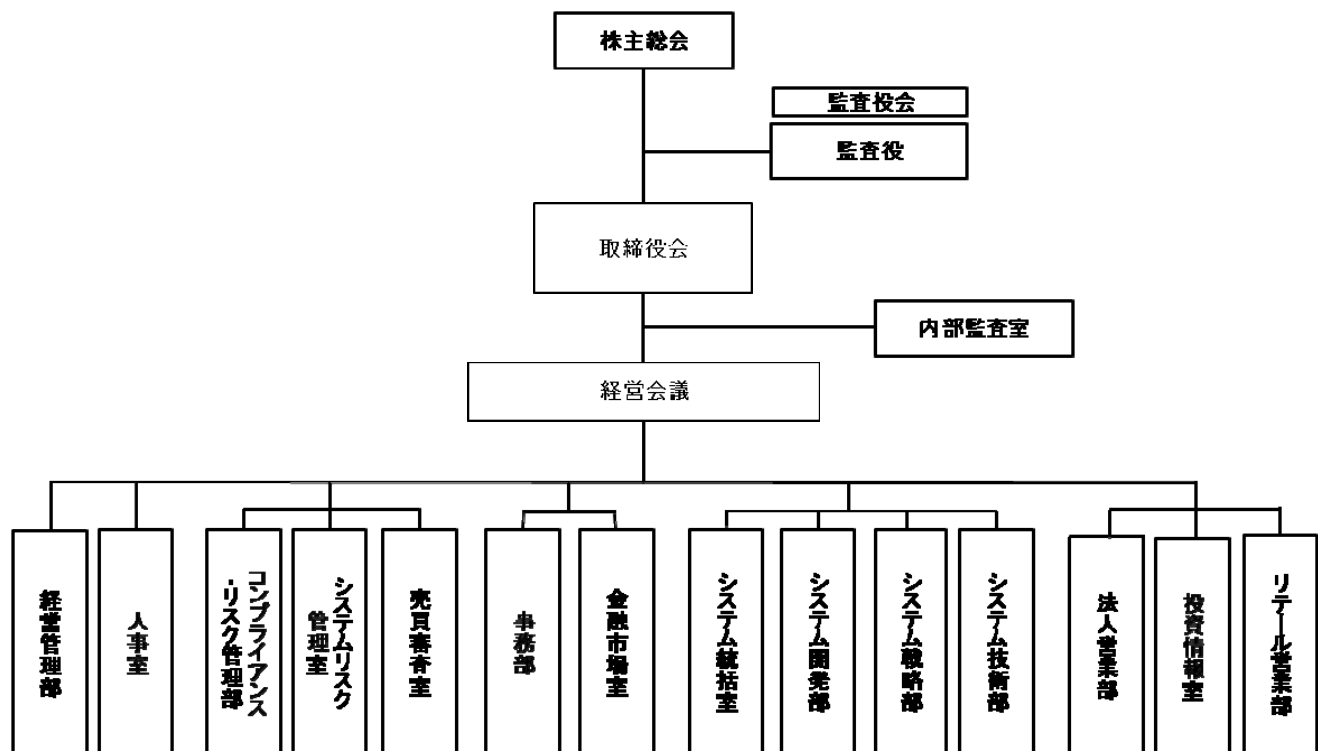 株主総会
監査役会
監査役
取締役会
内部監査室
経営会議
経営管理部
人事室
コンプライアンス
・リスク管理部
システムリスク
管理室
売買審査室
事務部
金融市場室
システム統括室
システム開発部
システム戦略部
システム技術部
法人営業部
投資情報室
リテール営業部